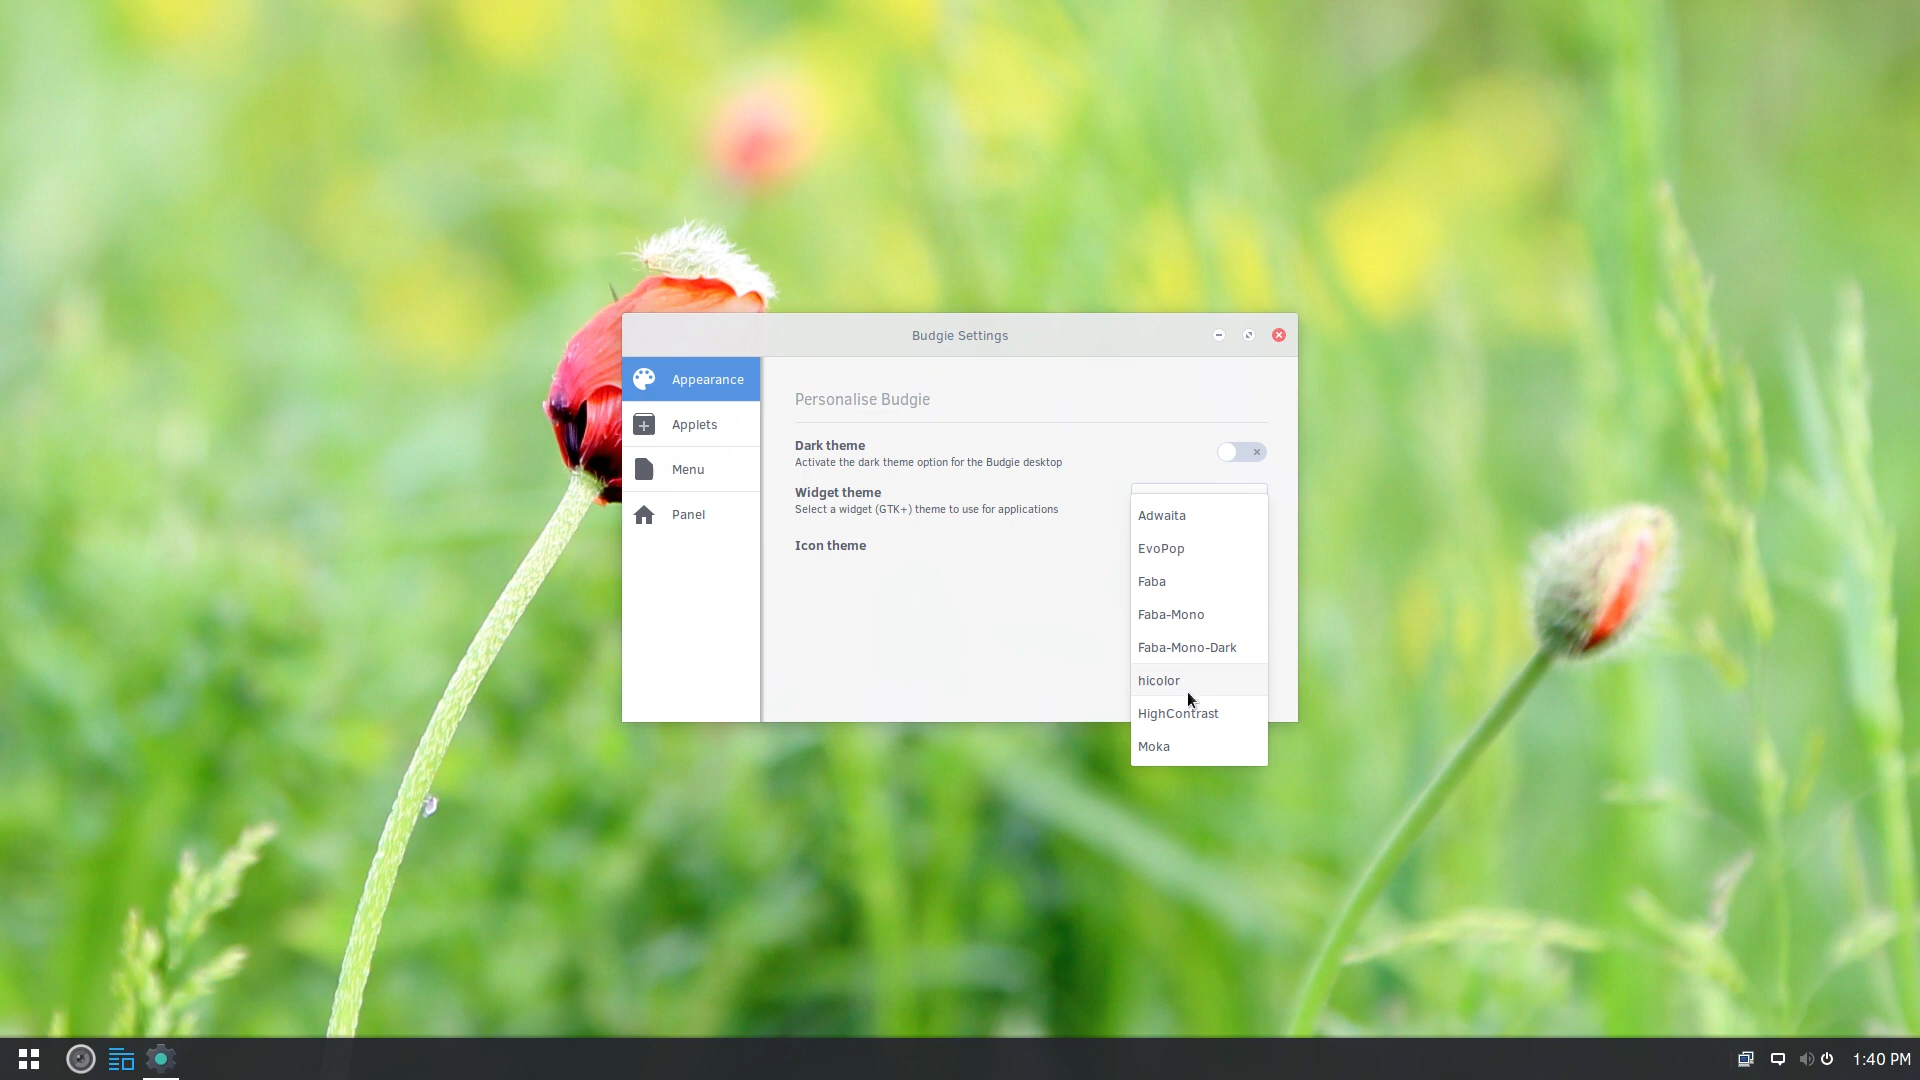 Budgie Settings
Appearance
Applets
Menu
Panel
Personalise Budgie
Dark theme
Activate the dark theme option for the Budgie desktop
Widget theme
Select a widget (GTK+) theme to use for applications
Icon theme
Adwaita
EvoPop
Faba
Faba-Mono
Faba-Mono-Dark
hicolor
HighContrast
Moka
1:40 PM